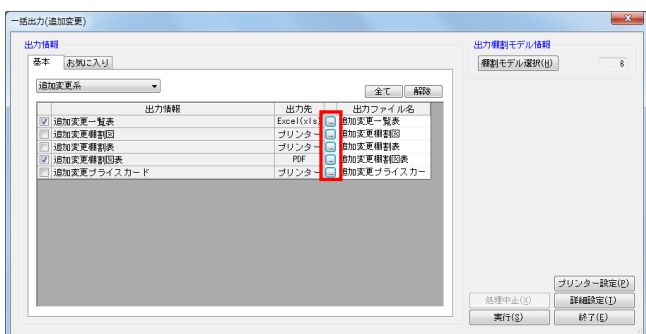 一括出力(追加変更)
出力情報
基本 お気に入り
追加変更系
全て 解除
出力情報 出力先 出力ファイル名
追加変更一覧表 Excel(xls) ... 追加変更一覧表
追加変更棚割図 プリンター ... 追加変更棚割図
追加変更棚割表 プリンター ... 追加変更棚割表
追加変更棚割図表 PDF ... 追加変更棚割図表
追加変更プライスカード プリンター ... 追加変更プライスカー
出力棚割モデル情報
棚割モデル選択(H) 6
プリンター設定(P)
処理中止(X) 詳細設定(I)
実行(S) 終了(E)